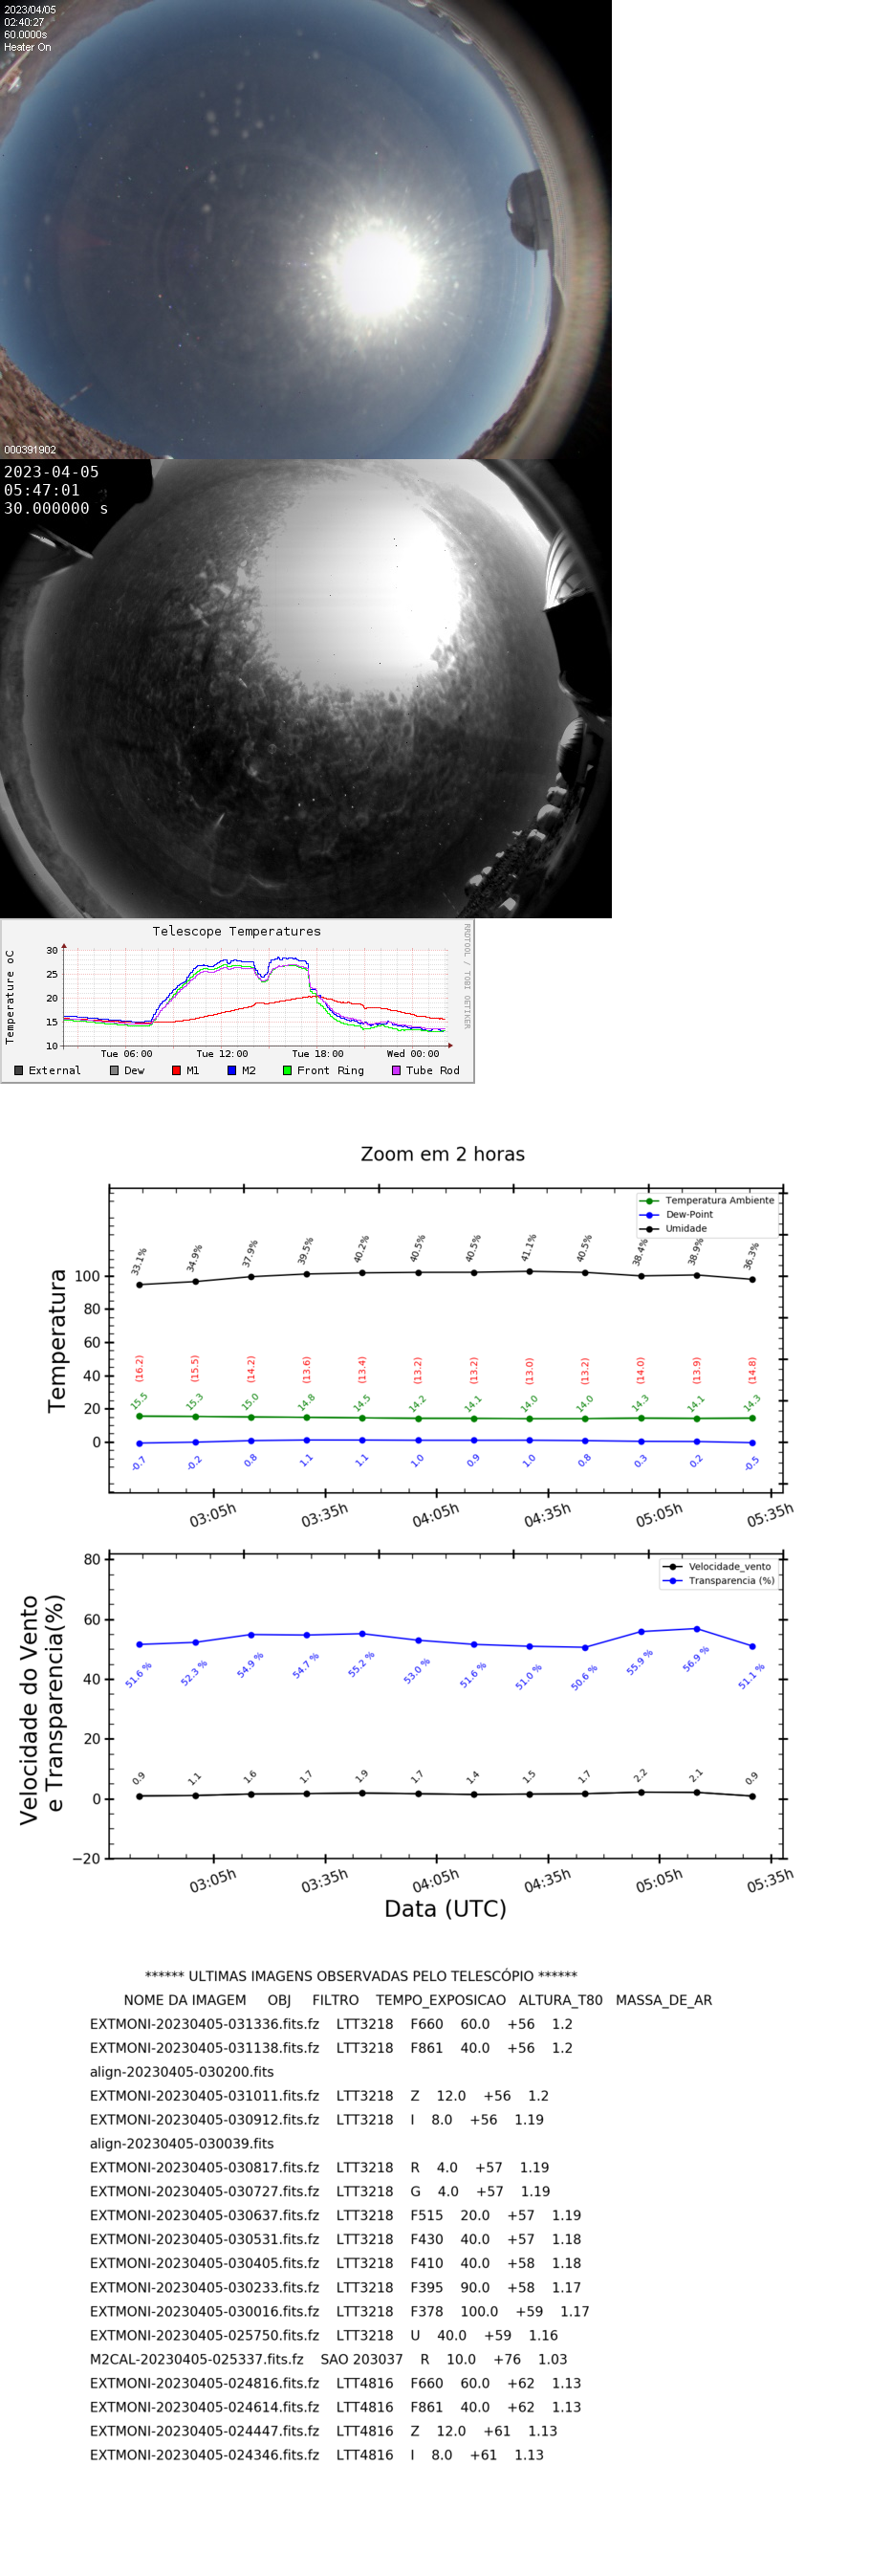 2023/04/05
02:40:27
60.0000s
Heater On
000391902
2023-04-05
05:47:01
30.000000 s
Telescope Temperatures
RRDTOOL / TOBI OETIKER
Temperature oC
30
25
20
15
10
Tue 06:00 Tue 12:00 Tue 18:00 Wed 00:00
External Dew M1 M2 Front Ring Tube Rod
Zoom em 2 horas
Temperatura Ambiente
Dew-Point
Umidade
33.1% 34.9% 37.9% 39.5% 40.2% 40.5% 40.5% 41.1% 40.5% 38.4% 38.9% 36.3%
Temperatura
100
80
60
40
20
0
(16.2) (15.5) (14.2) (13.6) (13.4) (13.2) (13.2) (13.0) (13.2) (14.0) (13.9) (14.8)
15.5 15.3 15.0 14.8 14.5 14.2 14.1 14.0 14.0 14.3 14.1 14.3
-0.7 -0.2 0.8 1.1 1.1 1.0 0.9 1.0 0.8 0.3 0.2 -0.5
03:05h 03:35h 04:05h 04:35h 05:05h 05:35h
Velocidade_vento
Transparencia (%)
Velocidade do Vento
e Transparencia(%)
80
60
40
20
0
−20
51.6 % 52.3 % 54.9 % 54.7 % 55.2 % 53.0 % 51.6 % 51.0 % 50.6 % 55.9 % 56.9 % 51.1 %
0.9 1.1 1.6 1.7 1.9 1.7 1.4 1.5 1.7 2.2 2.1 0.9
03:05h 03:35h 04:05h 04:35h 05:05h 05:35h
Data (UTC)
****** ULTIMAS IMAGENS OBSERVADAS PELO TELESCÓPIO ******
NOME DA IMAGEM OBJ FILTRO TEMPO_EXPOSICAO ALTURA_T80 MASSA_DE_AR
EXTMONI-20230405-031336.fits.fz LTT3218 F660 60.0 +56 1.2
EXTMONI-20230405-031138.fits.fz LTT3218 F861 40.0 +56 1.2
align-20230405-030200.fits
EXTMONI-20230405-031011.fits.fz LTT3218 Z 12.0 +56 1.2
EXTMONI-20230405-030912.fits.fz LTT3218 I 8.0 +56 1.19
align-20230405-030039.fits
EXTMONI-20230405-030817.fits.fz LTT3218 R 4.0 +57 1.19
EXTMONI-20230405-030727.fits.fz LTT3218 G 4.0 +57 1.19
EXTMONI-20230405-030637.fits.fz LTT3218 F515 20.0 +57 1.19
EXTMONI-20230405-030531.fits.fz LTT3218 F430 40.0 +57 1.18
EXTMONI-20230405-030405.fits.fz LTT3218 F410 40.0 +58 1.18
EXTMONI-20230405-030233.fits.fz LTT3218 F395 90.0 +58 1.17
EXTMONI-20230405-030016.fits.fz LTT3218 F378 100.0 +59 1.17
EXTMONI-20230405-025750.fits.fz LTT3218 U 40.0 +59 1.16
M2CAL-20230405-025337.fits.fz SAO 203037 R 10.0 +76 1.03
EXTMONI-20230405-024816.fits.fz LTT4816 F660 60.0 +62 1.13
EXTMONI-20230405-024614.fits.fz LTT4816 F861 40.0 +62 1.13
EXTMONI-20230405-024447.fits.fz LTT4816 Z 12.0 +61 1.13
EXTMONI-20230405-024346.fits.fz LTT4816 I 8.0 +61 1.13